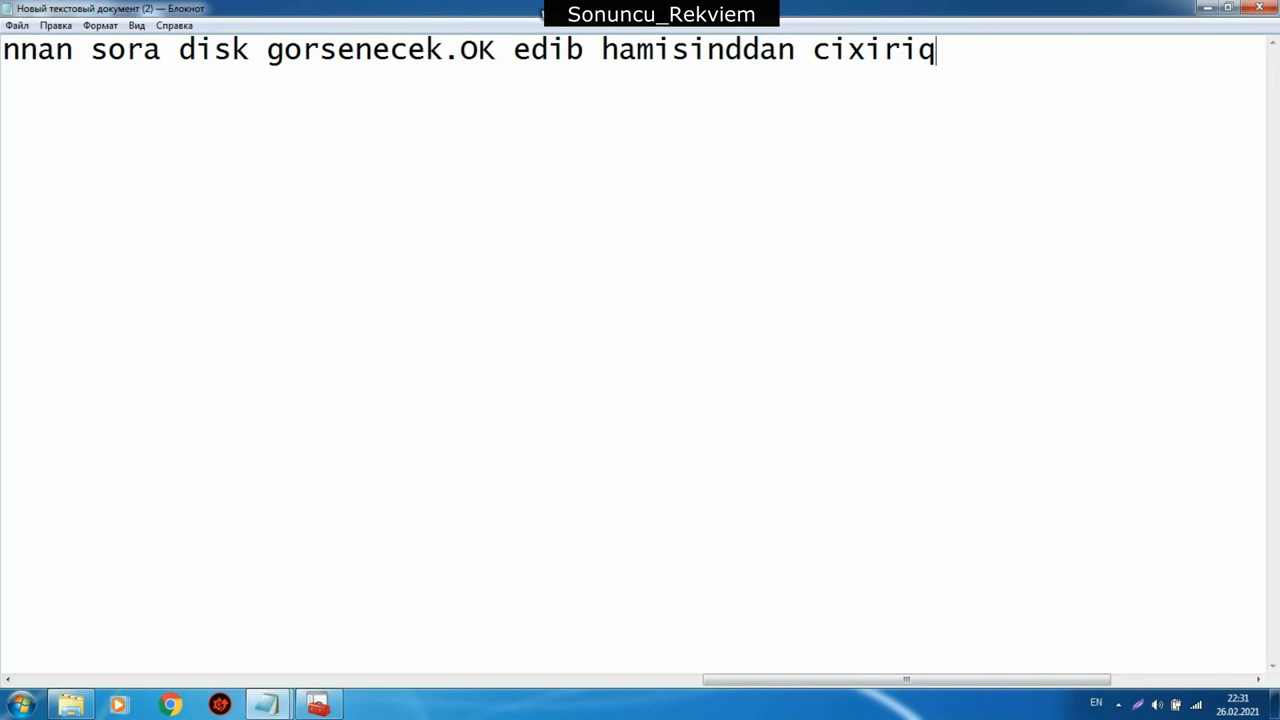 Новый текстовый документ (2) — Блокнот
Sonuncu_Rekviem
Файл Правка Формат Вид Справка
nnan sora disk gorsenecek.OK edib hamisinddan cixiriq
EN
22:31
26.02.2021